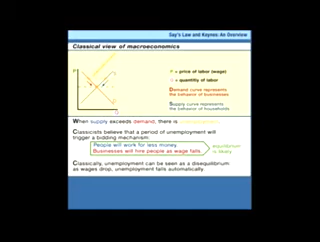 Say's Law and Keynes: An Overview
Classical view of macroeconomics
P
Q
P = price of labor (wage)
= quantity of labor
Demand curve represents
the behavior of businesses
Supply curve represents
the behavior of households
When supply exceeds demand, there is
Classicists believe that a period of unemployment will
trigger a bidding mechanism:
People will work for less money
Businesses will hire people as wage falls
equilibrium
is likely
Classically, unemployment can be seen as a disequilibrium
as wages drop, unemployment falls automatically.